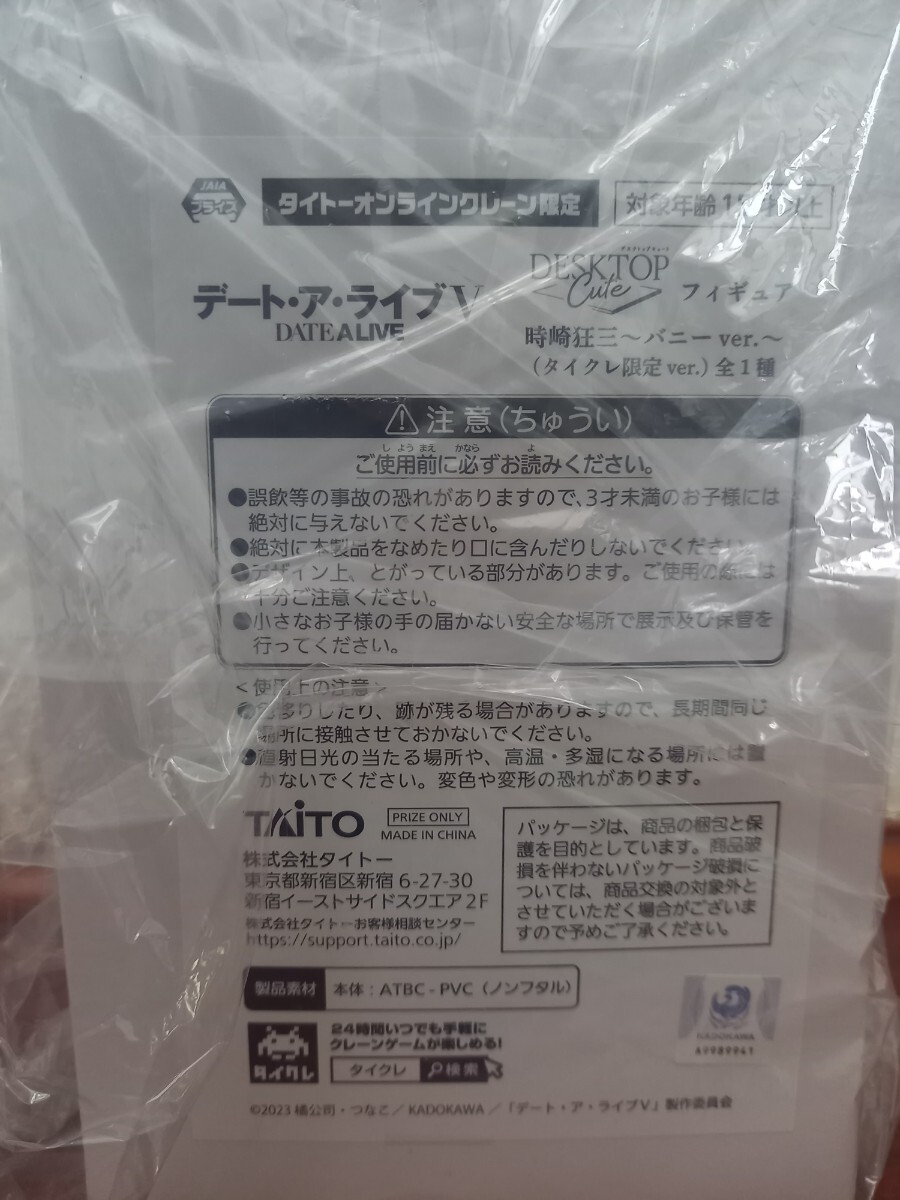 JAIA
プライズ
タイトーオンラインクレーン限定
対象年齢15才以上
デート・ア・ライブV
DATE A LIVE
デスクトップキュート
DESKTOP
Cute
フィギュア
時崎狂三～バニーver.～
(タイクレ限定ver.)全1種
注意(ちゅうい)
しようまえ かなら よ
ご使用前に必ずお読みください。
●誤飲等の事故の恐れがありますので、3才未満のお子様には
絶対に与えないでください。
●絶対に本製品をなめたり口に含んだりしないでください。
●デザイン上、とがっている部分があります。ご使用の際には
十分ご注意ください。
●小さなお子様の手の届かない安全な場所で展示及び保管を
行ってください。
<使用上の注意>
●色移りしたり、跡が残る場合がありますので、長期間同じ
場所に接触させておかないでください。
●直射日光の当たる場所や、高温・多湿になる場所には置
かないでください。変色や変形の恐れがあります。
TAITO
PRIZE ONLY
MADE IN CHINA
株式会社タイトー
東京都新宿区新宿 6-27-30
新宿イーストサイドスクエア 2F
株式会社タイトーお客様相談センター
https://support.taito.co.jp/
パッケージは、商品の梱包と保
護を目的としています。商品破
損を伴わないパッケージ破損に
ついては、商品交換の対象外と
させていただく場合がございま
すので予めご了承ください。
製品素材 本体：ATBC-PVC（ノンフタル）
タイクレ
24時間いつでも手軽に
クレーンゲームが楽しめる!
タイクレ 検索
KADOKAWA
A9989941
©2023 橘公司・つなこ／KADOKAWA／「デート・ア・ライブV」製作委員会